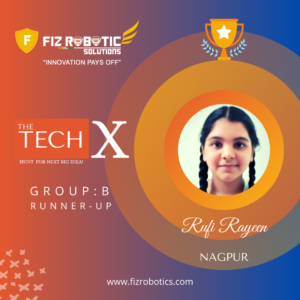 F
FIZ ROBOTIC
SOLUTIONS
"INNOVATION PAYS OFF"
THE
TECH X
HUNT FOR NEXT BIG IDEA!
GROUP:B
RUNNER-UP
Rufi Rayeen
NAGPUR
www.fizrobotics.com